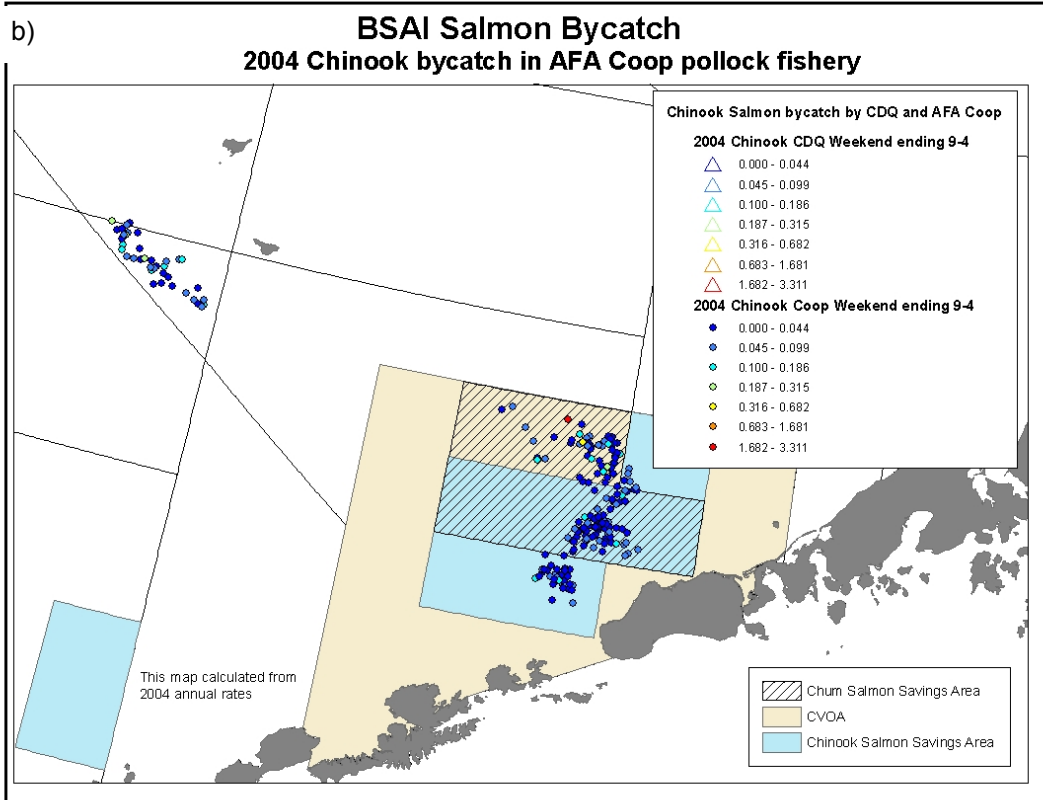 b)
BSAI Salmon Bycatch
2004 Chinook bycatch in AFA Coop pollock fishery
Chinook Salmon bycatch by CDQ and AFA Coop
2004 Chinook CDQ Weekend ending 9-4
0.000 - 0.044
0.045 - 0.099
0.100 - 0.186
0.187 - 0.315
0.316 - 0.682
0.683 - 1.681
1.682 - 3.311
2004 Chinook Coop Weekend ending 9-4
0.000 - 0.044
0.045 - 0.099
0.100 - 0.186
0.187 - 0.315
0.316 - 0.682
0.683 - 1.681
1.682 - 3.311
This map calculated from
2004 annual rates
Chum Salmon Savings Area
CVOA
Chinook Salmon Savings Area